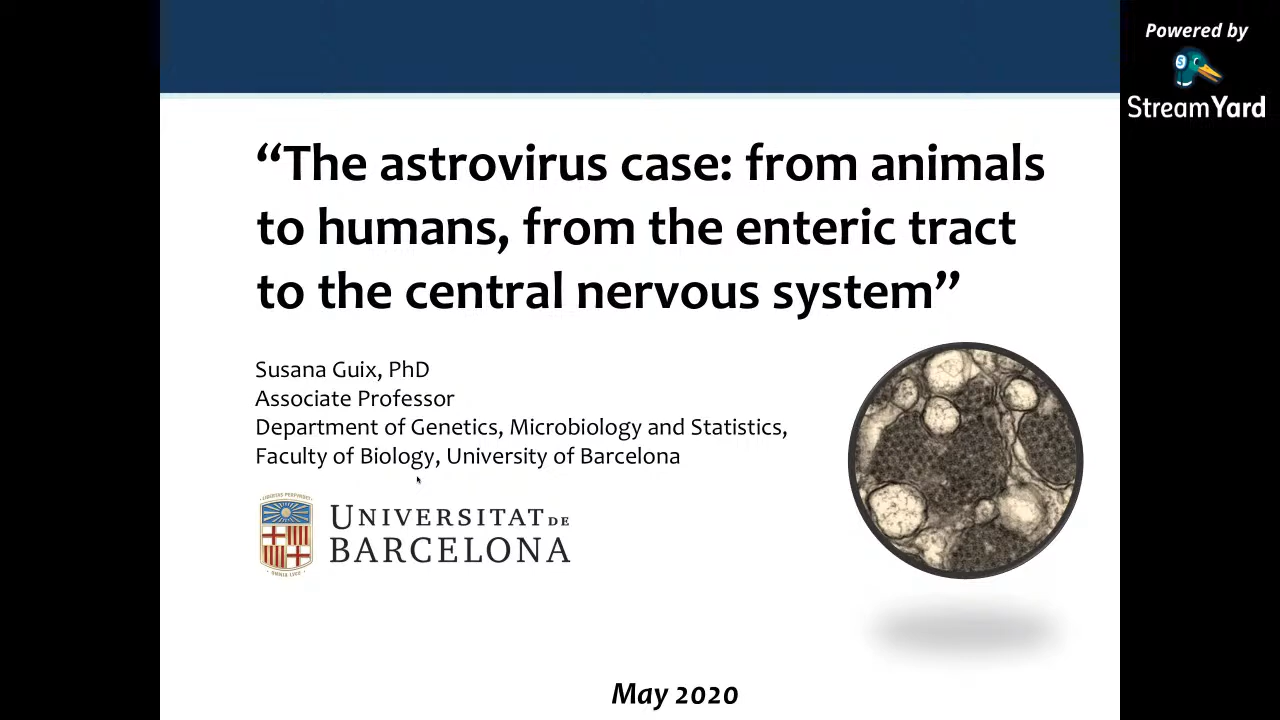 Powered by
StreamYard
“The astrovirus case: from animals
to humans, from the enteric tract
to the central nervous system”
Susana Guix, PhD
Associate Professor
Department of Genetics, Microbiology and Statistics,
Faculty of Biology, University of Barcelona
UNIVERSITAT DE
BARCELONA
May 2020